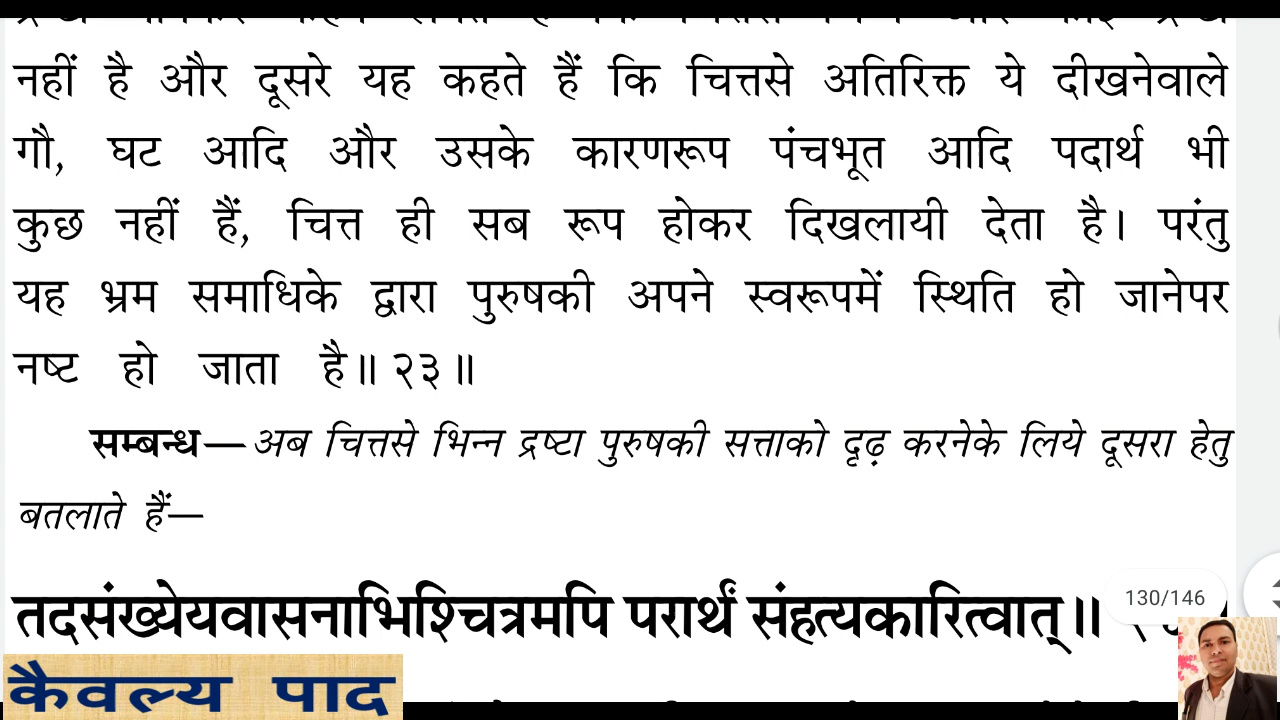 नहीं है और दूसरे यह कहते हैं कि चित्तसे अतिरिक्त ये दीखनेवाले
गौ, घट आदि और उसके कारणरूप पंचभूत आदि पदार्थ भी
कुछ नहीं हैं, चित्त ही सब रूप होकर दिखलायी देता है। परंतु
यह भ्रम समाधिके द्वारा पुरुषकी अपने स्वरूपमें स्थिति हो जानेपर
नष्ट हो जाता है॥ २३॥
सम्बन्ध—अब चित्तसे भिन्न द्रष्टा पुरुषकी सत्ताको दृढ़ करनेके लिये दूसरा हेतु
बतलाते हैं—
तदसंख्येयवासनाभिश्चित्रमपि परार्थं संहत्यकारित्वात्॥
130/146
कैवल्य पाद